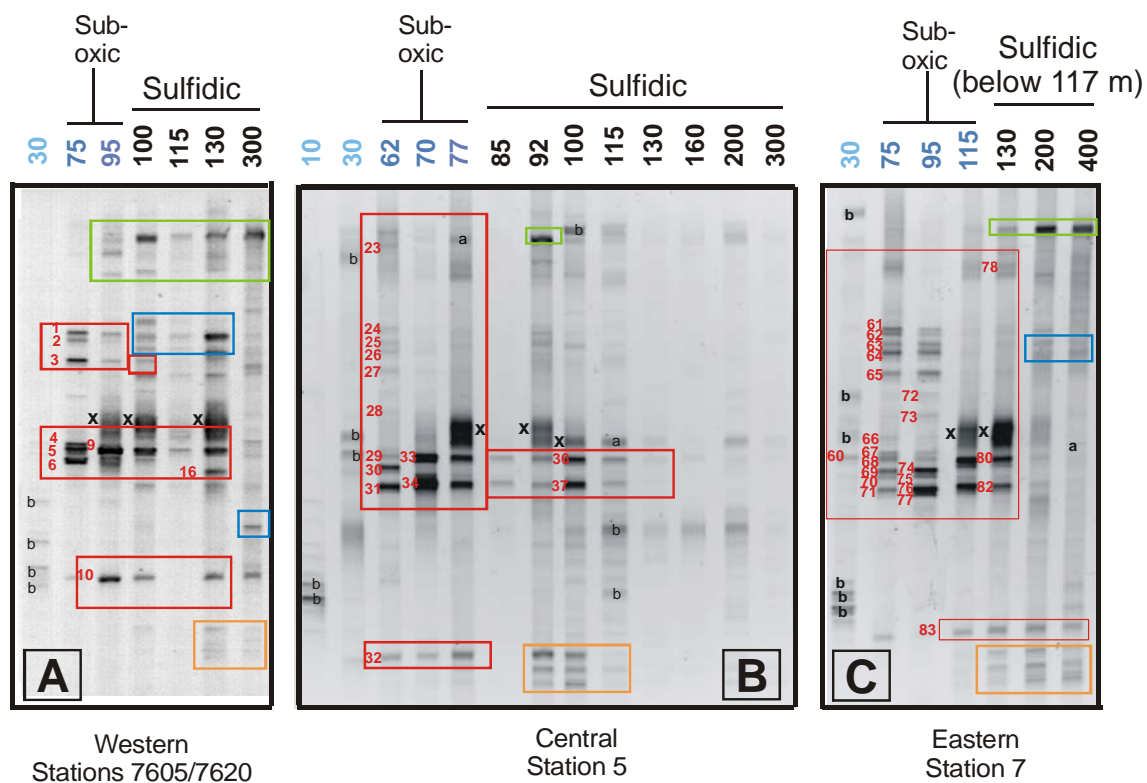 Sub-
oxic
Sulfidic
30 75 95 100 115 130 300
1
2
3
x x x
4
5 9
6
16
b
b
b
b
10
A
Western
Stations 7605/7620
Sub-
oxic
Sulfidic
10 30 62 70 77 85 92 100 115 130 160 200 300
b
23 a
b
24
25
26
27
28
x x x
b a
29 33 36
b
30
31 34 37
b
b
b b
32
B
Central
Station 5
Sub-
oxic
Sulfidic
(below 117 m)
30 75 95 115 130 200 400
b
78
61
62
63
64
65
b 72
73
x x
b 66 a
60 67 80
68
69 74
70 75
71 76 82
77
b
b
b
83
C
Eastern
Station 7